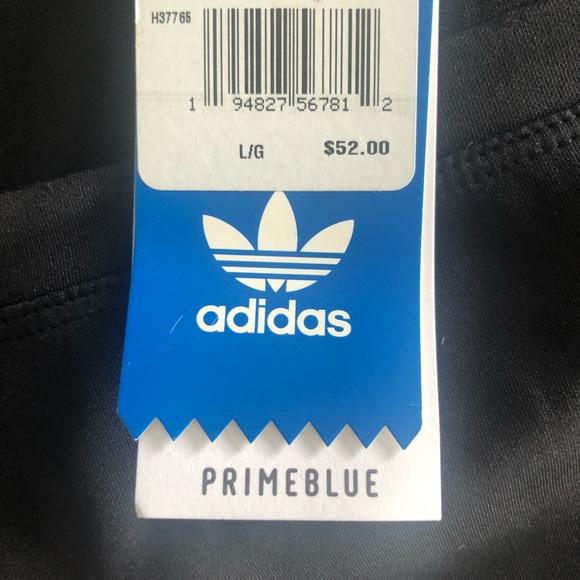 H37765
1 94827 56781 2
L/G $52.00
adidas
PRIMEBLUE